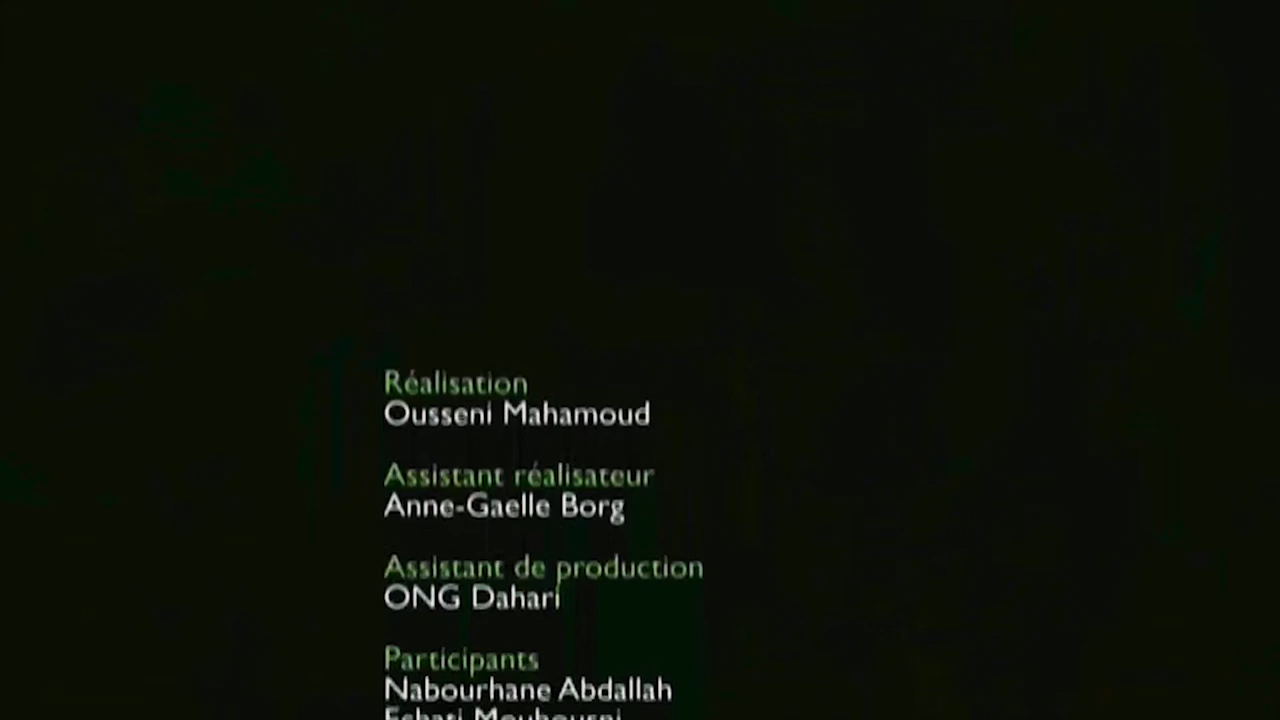 Réalisation
Ousseni Mahamoud
Assistant réalisateur
Anne-Gaelle Borg
Assistant de production
ONG Dahari
Participants
Nabourhane Abdallah